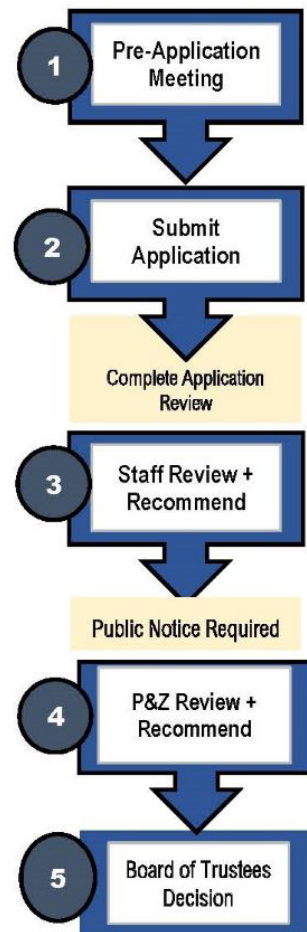 1
Pre-Application
Meeting
2
Submit
Application
Complete Application
Review
3
Staff Review +
Recommend
Public Notice Required
4
P&Z Review +
Recommend
5
Board of Trustees
Decision